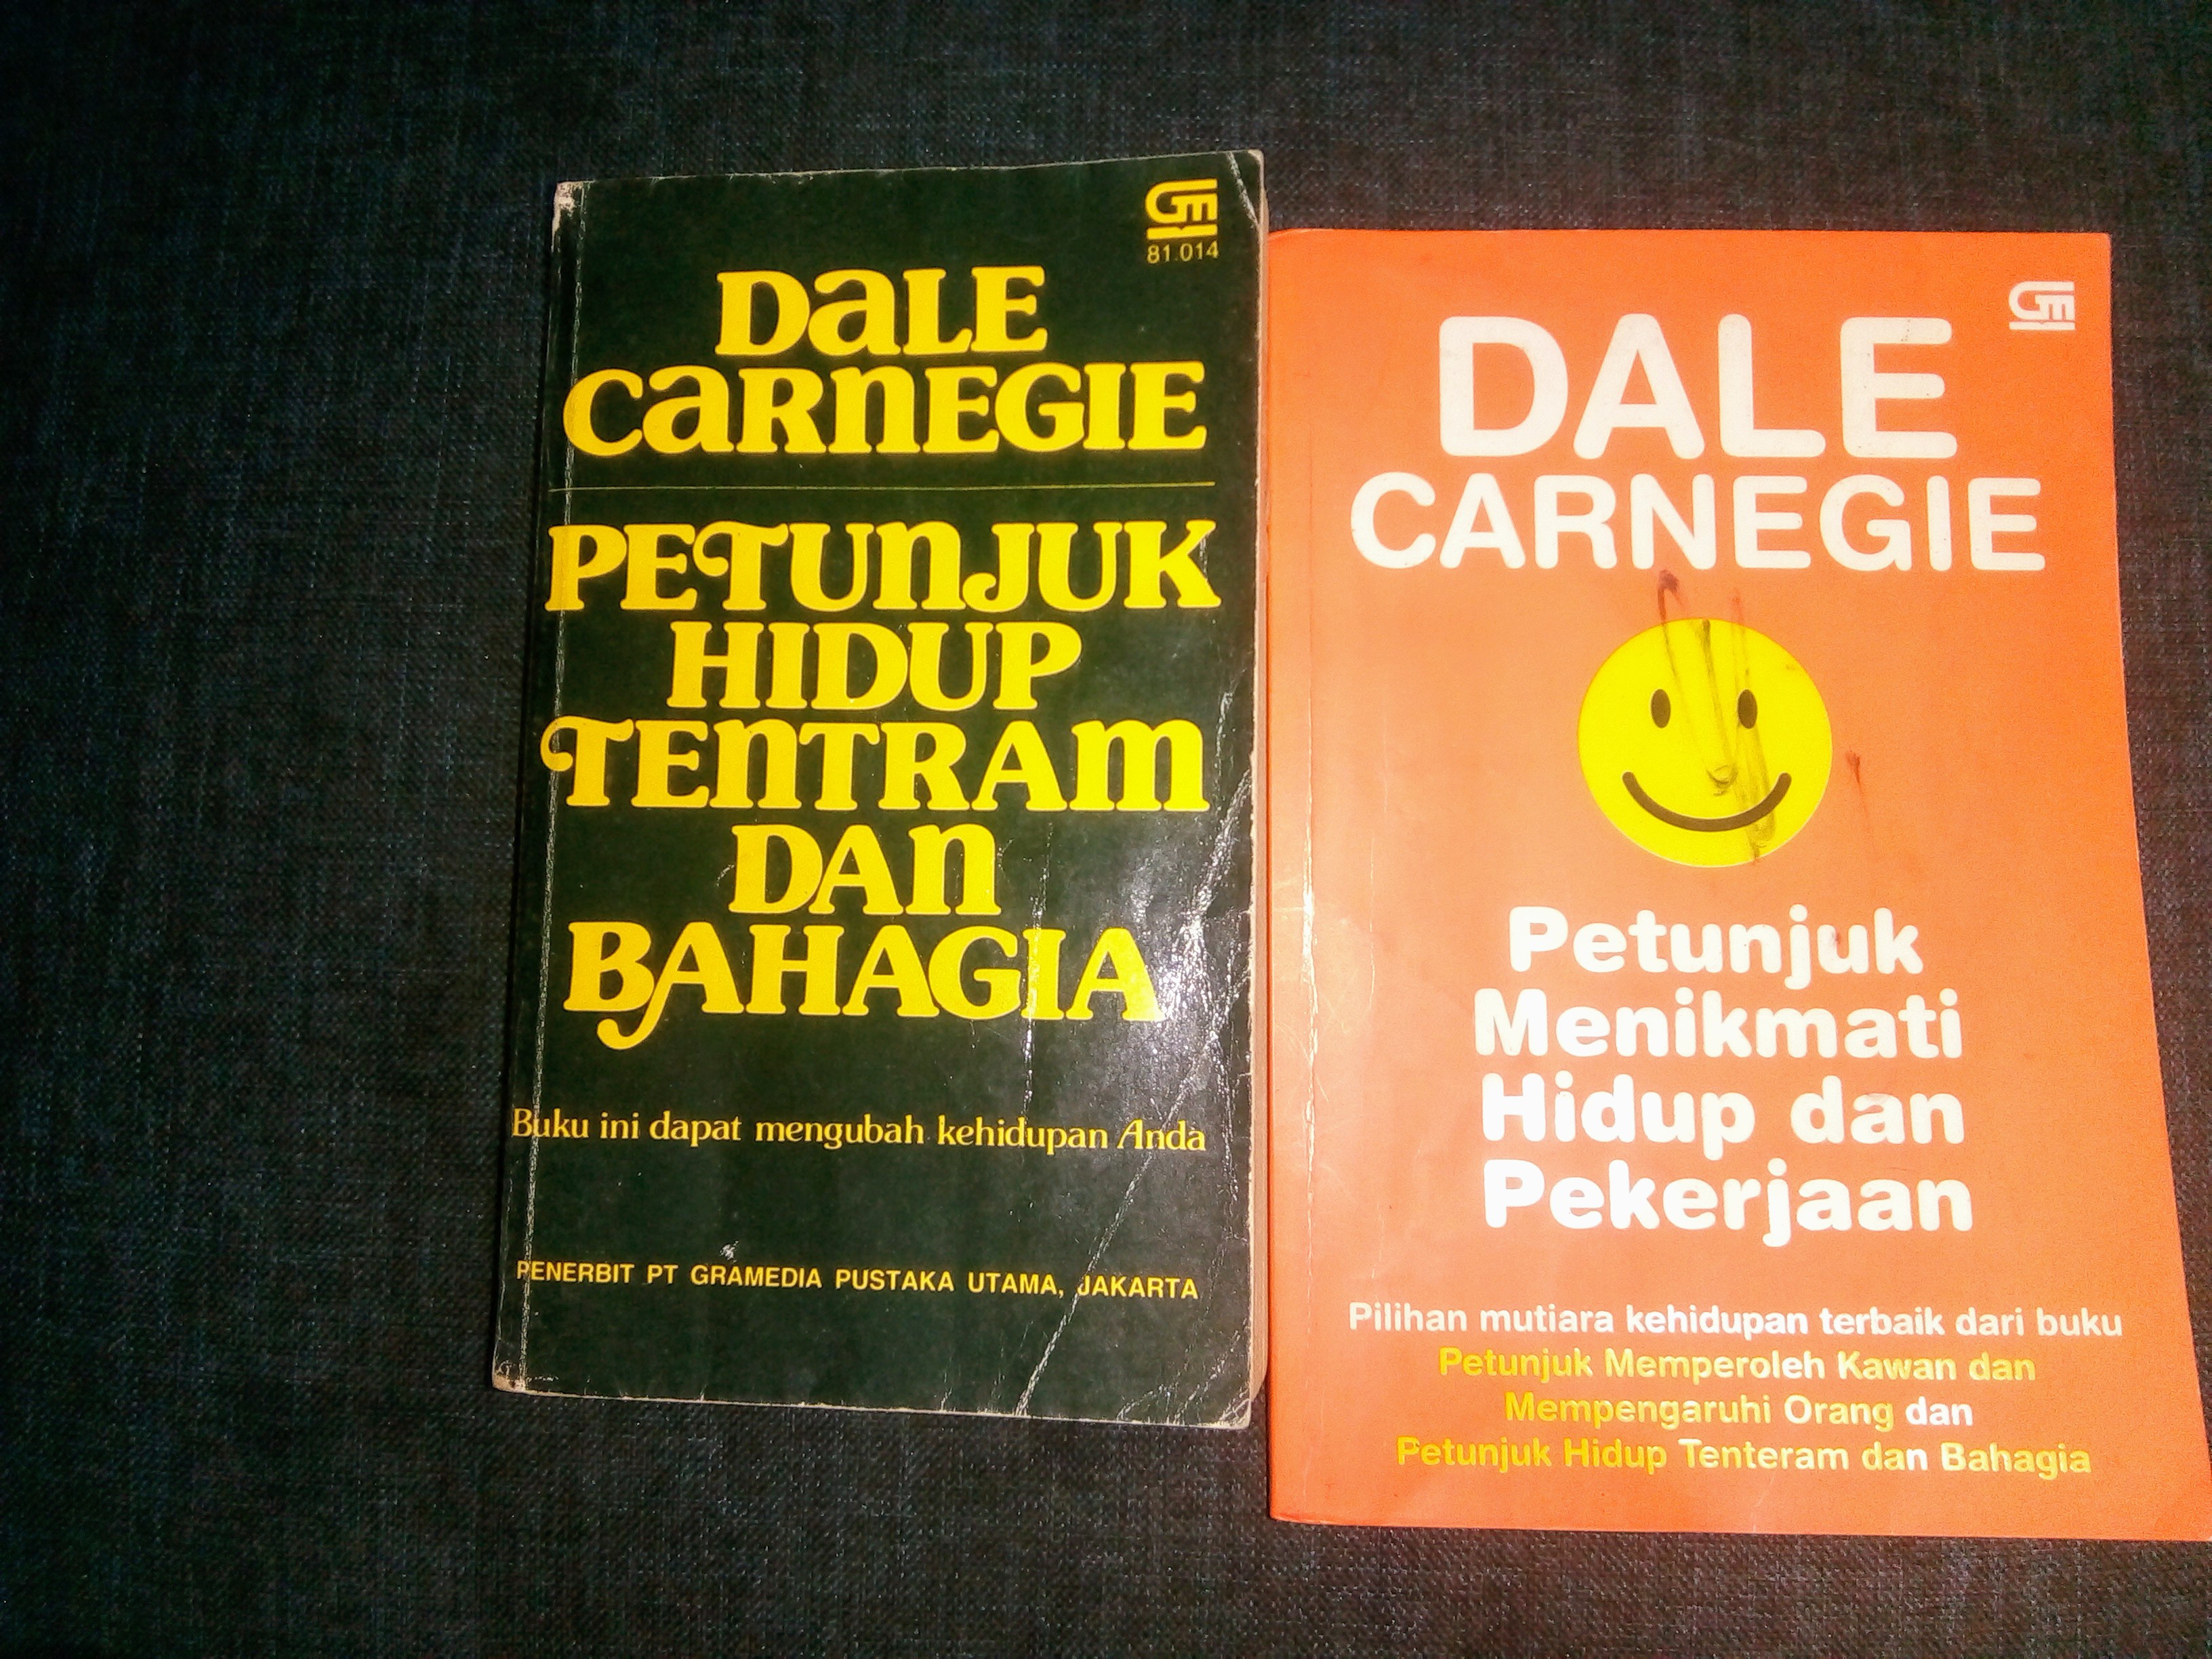 GM
81.014
DALE
CARNEGIE
PETUNJUK
HIDUP
TENTRAM
DAN
BAHAGIA
Buku ini dapat mengubah kehidupan Anda
PENERBIT PT GRAMEDIA PUSTAKA UTAMA, JAKARTA
GM
DALE
CARNEGIE
Petunjuk
Menikmati
Hidup dan
Pekerjaan
Pilihan mutiara kehidupan terbaik dari buku
Petunjuk Memperoleh Kawan dan
Mempengaruhi Orang dan
Petunjuk Hidup Tenteram dan Bahagia